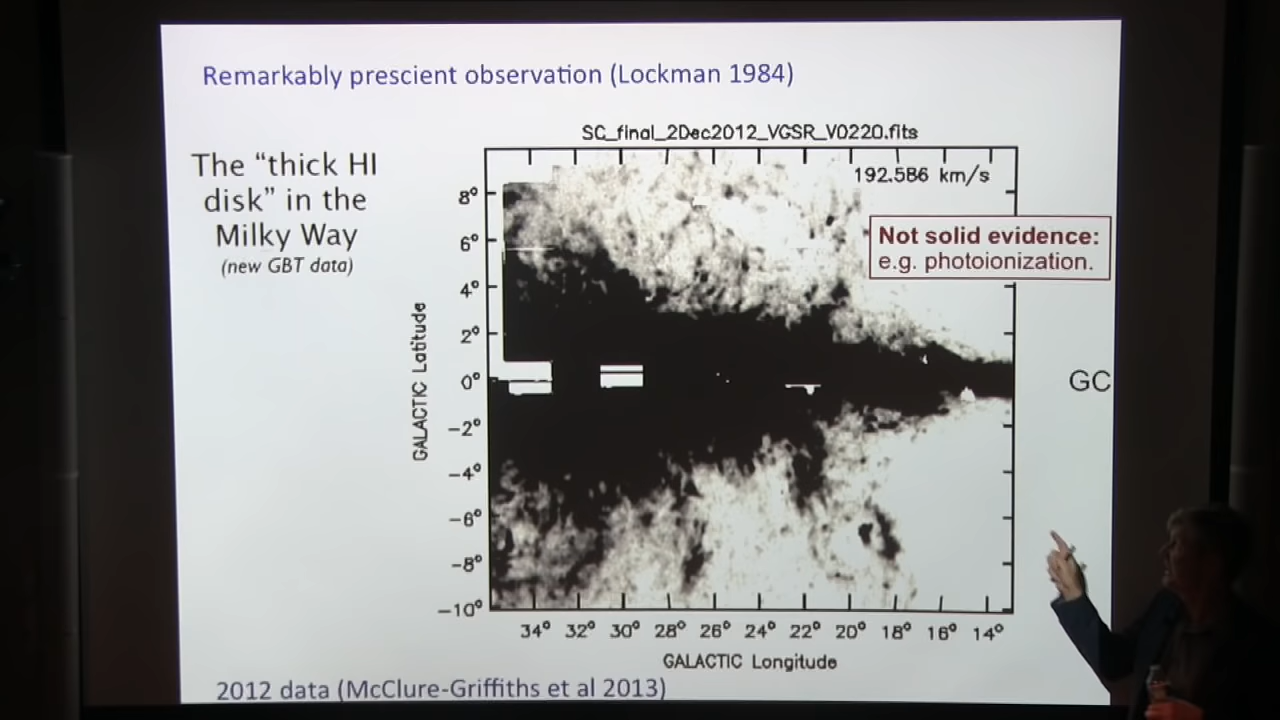 Remarkably prescient observation (Lockman 1984)
The “thick HI
disk” in the
Milky Way
(new GBT data)
SC_final_2Dec2012_VGSR_V0220.fits
192.586 km/s
Not solid evidence:
e.g. photoionization.
8°
6°
4°
2°
0°
−2°
−4°
−6°
−8°
−10°
GALACTIC Latitude
GC
34° 32° 30° 28° 26° 24° 22° 20° 18° 16° 14°
GALACTIC Longitude
2012 data (McClure-Griffiths et al 2013)